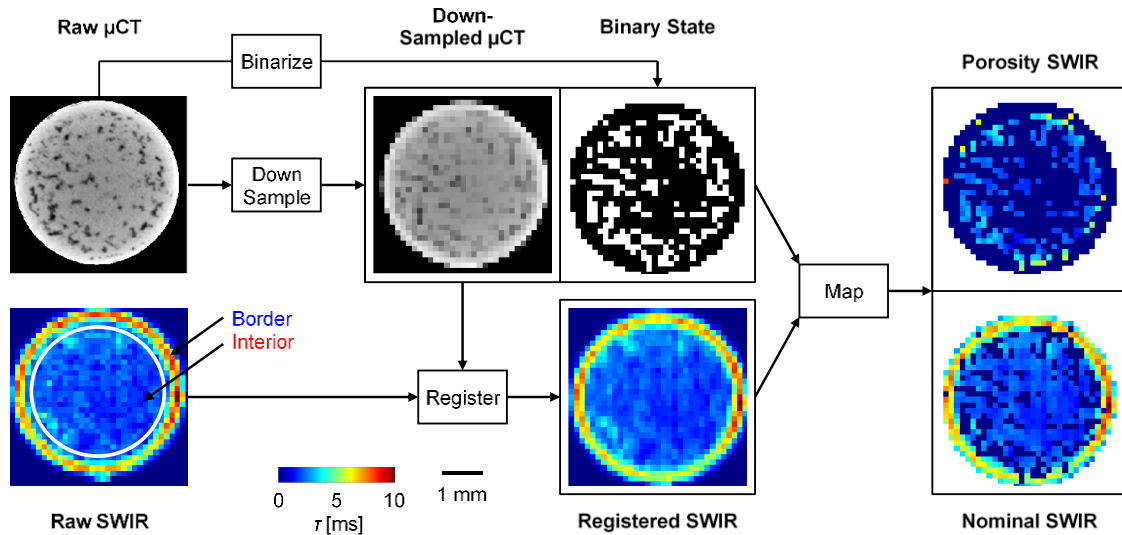 Raw µCT
Down-
Sampled µCT
Binary State
Binarize
Porosity SWIR
Down
Sample
Map
Border
Interior
Register
0 5 10
τ [ms]
1 mm
Raw SWIR
Registered SWIR
Nominal SWIR